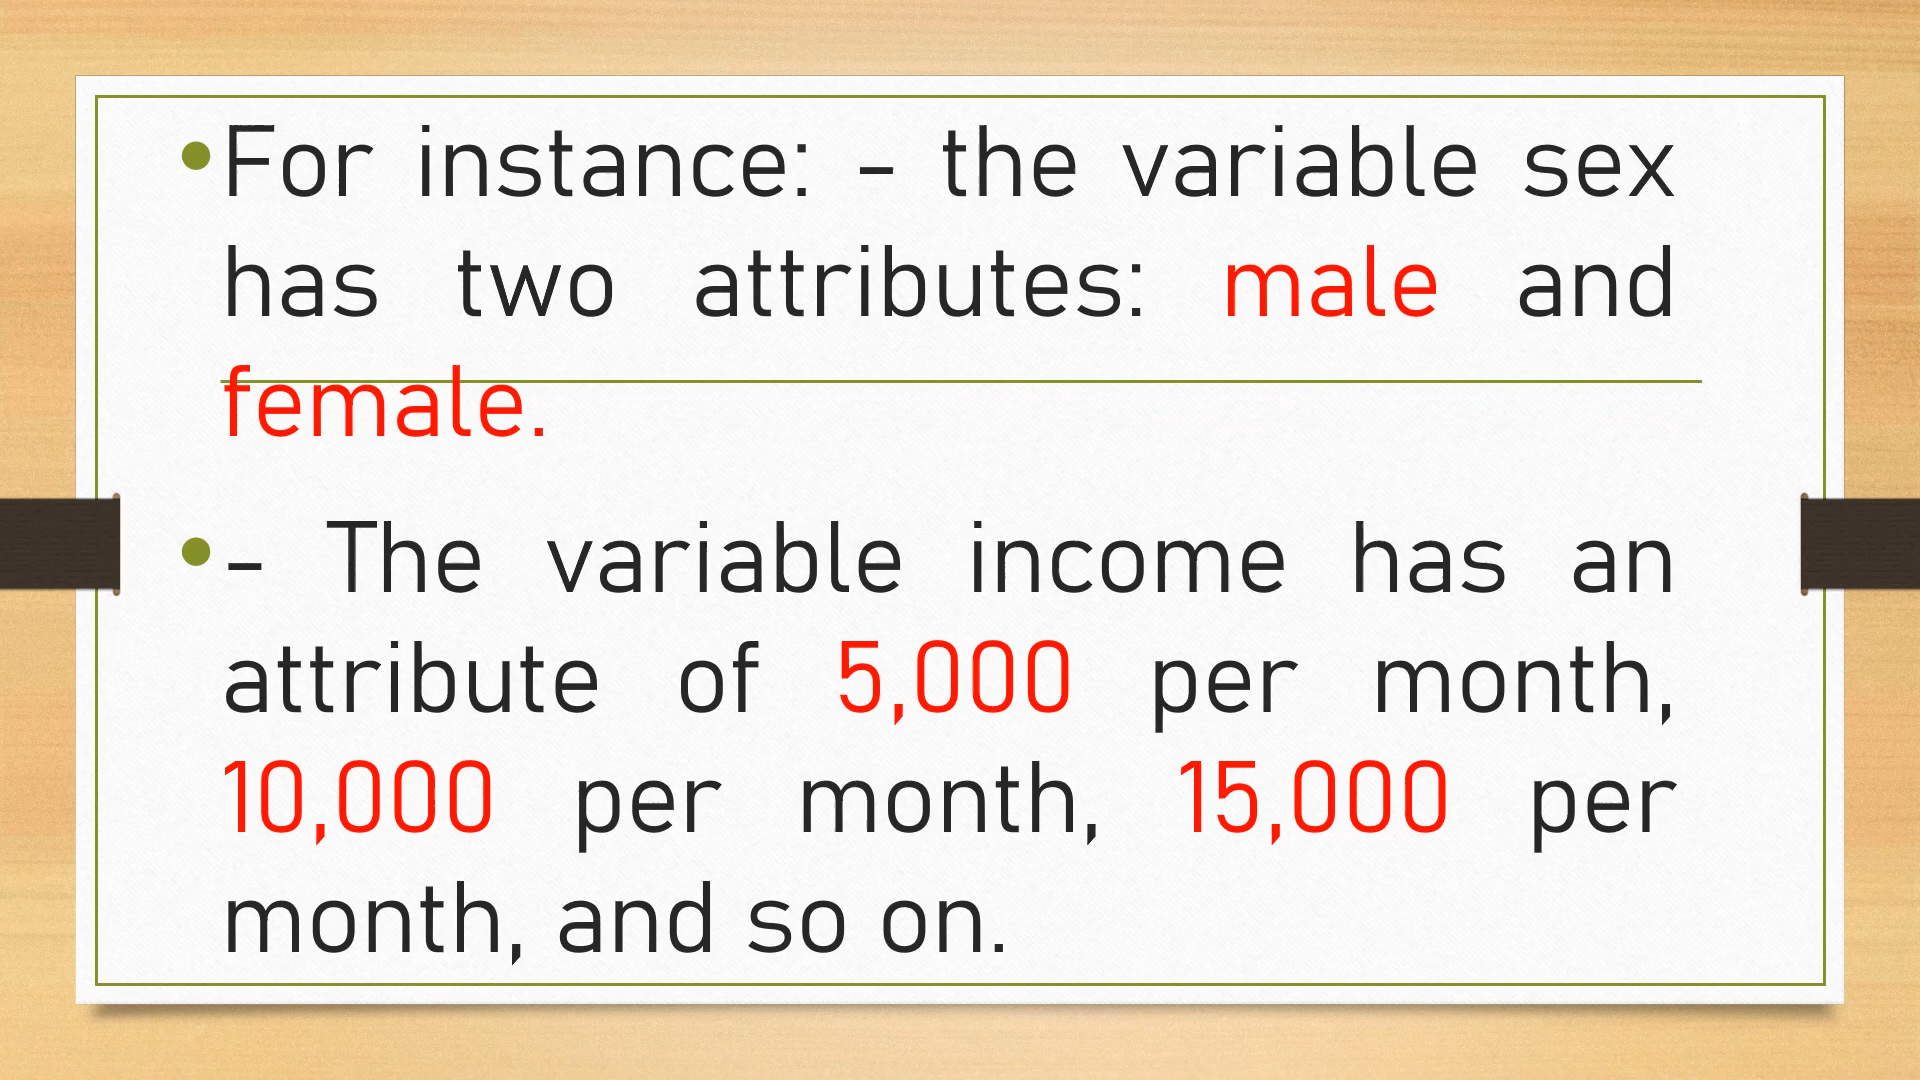 •For instance: - the variable sex
has two attributes: male and
female.
•- The variable income has an
attribute of 5,000 per month,
10,000 per month, 15,000 per
month, and so on.